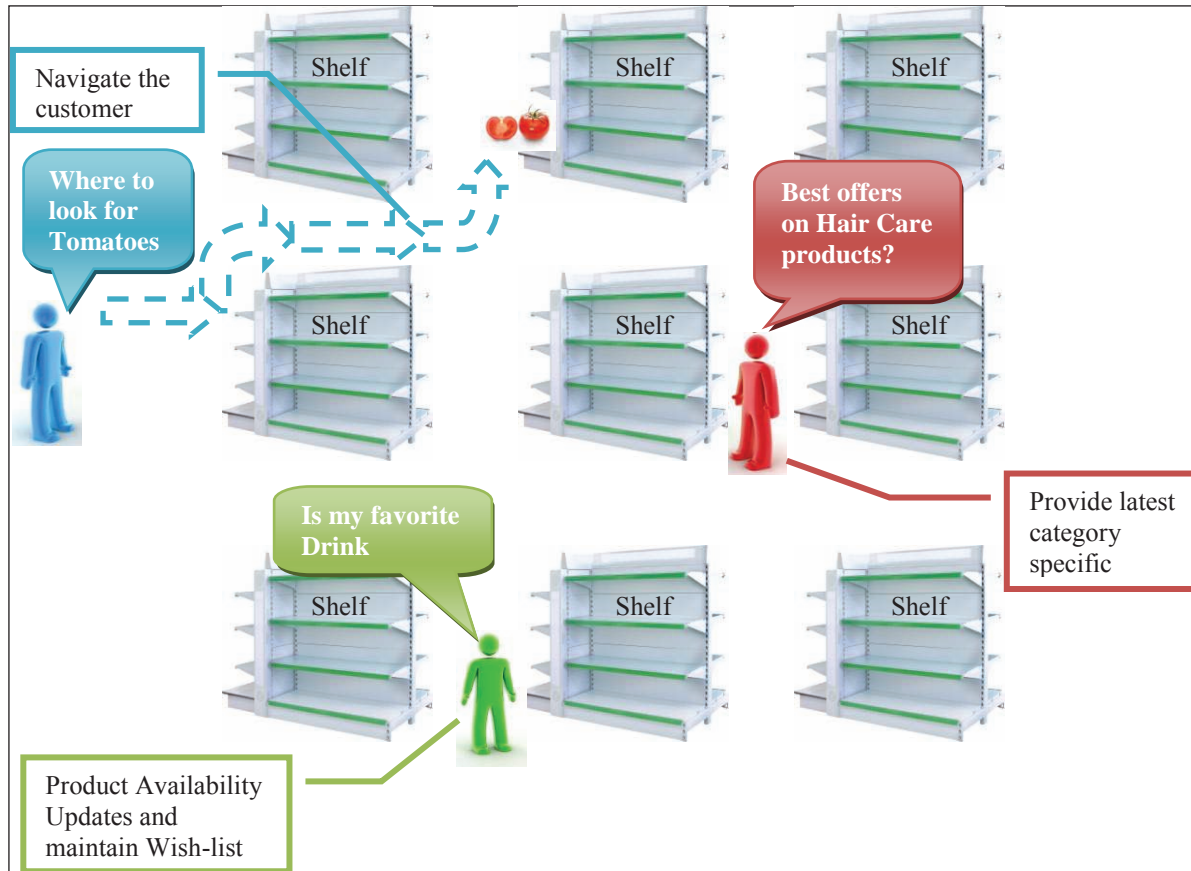 Shelf
Shelf
Shelf
Navigate the
customer
Where to
look for
Tomatoes
Best offers
on Hair Care
products?
Shelf
Shelf
Shelf
Provide latest
category
specific
Is my favorite
Drink
Shelf
Shelf
Shelf
Product Availability
Updates and
maintain Wish-list